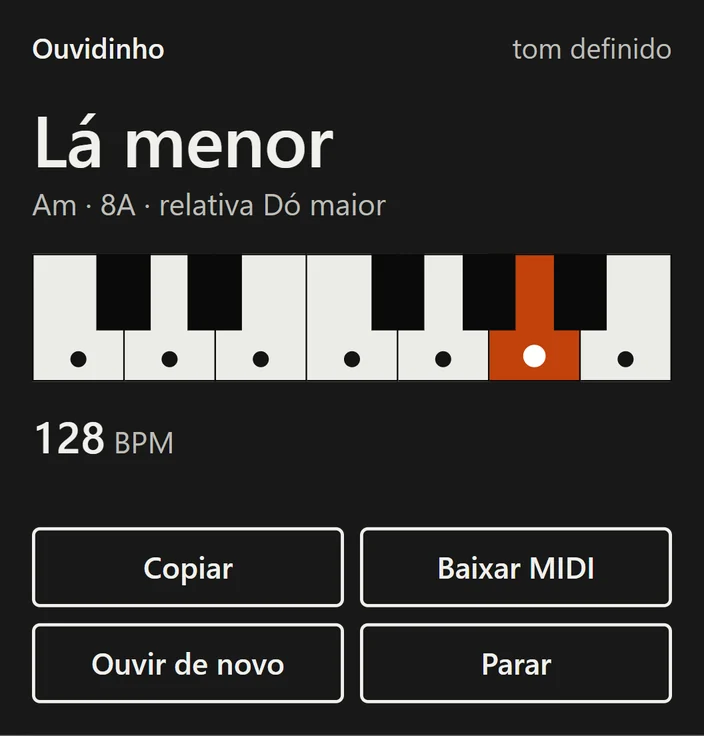 Ouvidinho
tom definido
Lá menor
Am · 8A · relativa Dó maior
128 BPM
Copiar
Baixar MIDI
Ouvir de novo
Parar